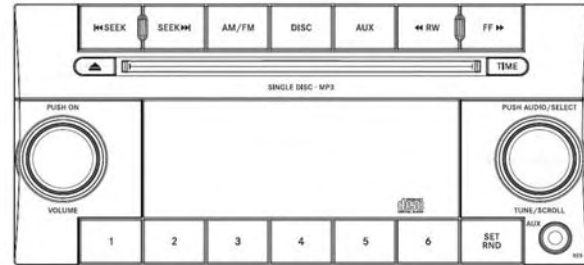 ⏮SEEK SEEK⏭ AM/FM DISC AUX ◀◀ RW FF ▶▶
TIME
SINGLE DISC - MP3
PUSH ON PUSH AUDIO/SELECT
VOLUME TUNE/SCROLL
AUX
1 2 3 4 5 6 SET RND